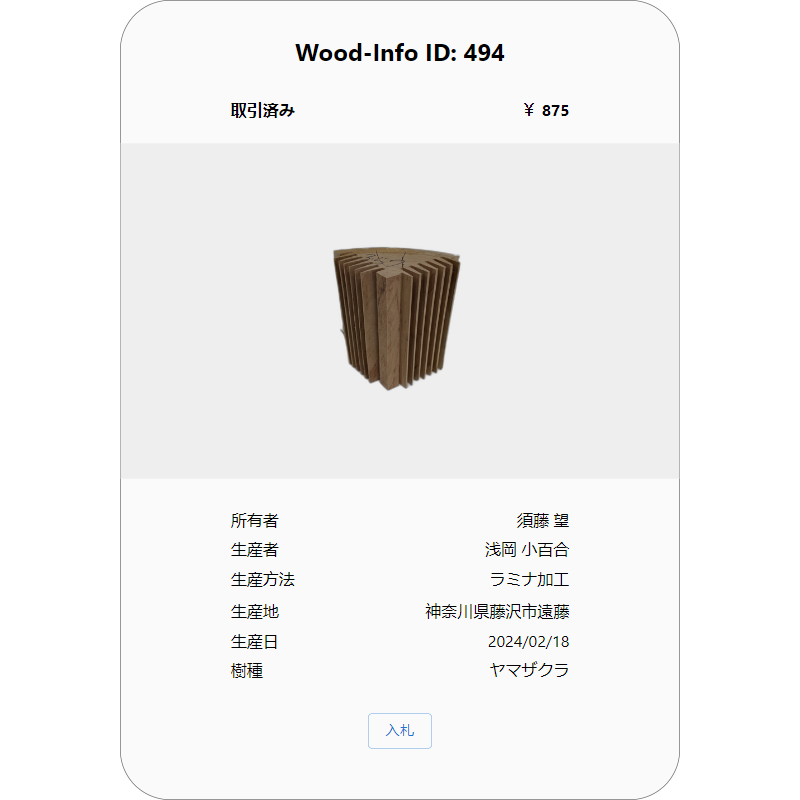 Wood-Info ID: 494
取引済み ￥ 875
所有者 須藤 望
生産者 浅岡 小百合
生産方法 ラミナ加工
生産地 神奈川県藤沢市遠藤
生産日 2024/02/18
樹種 ヤマザクラ
入札